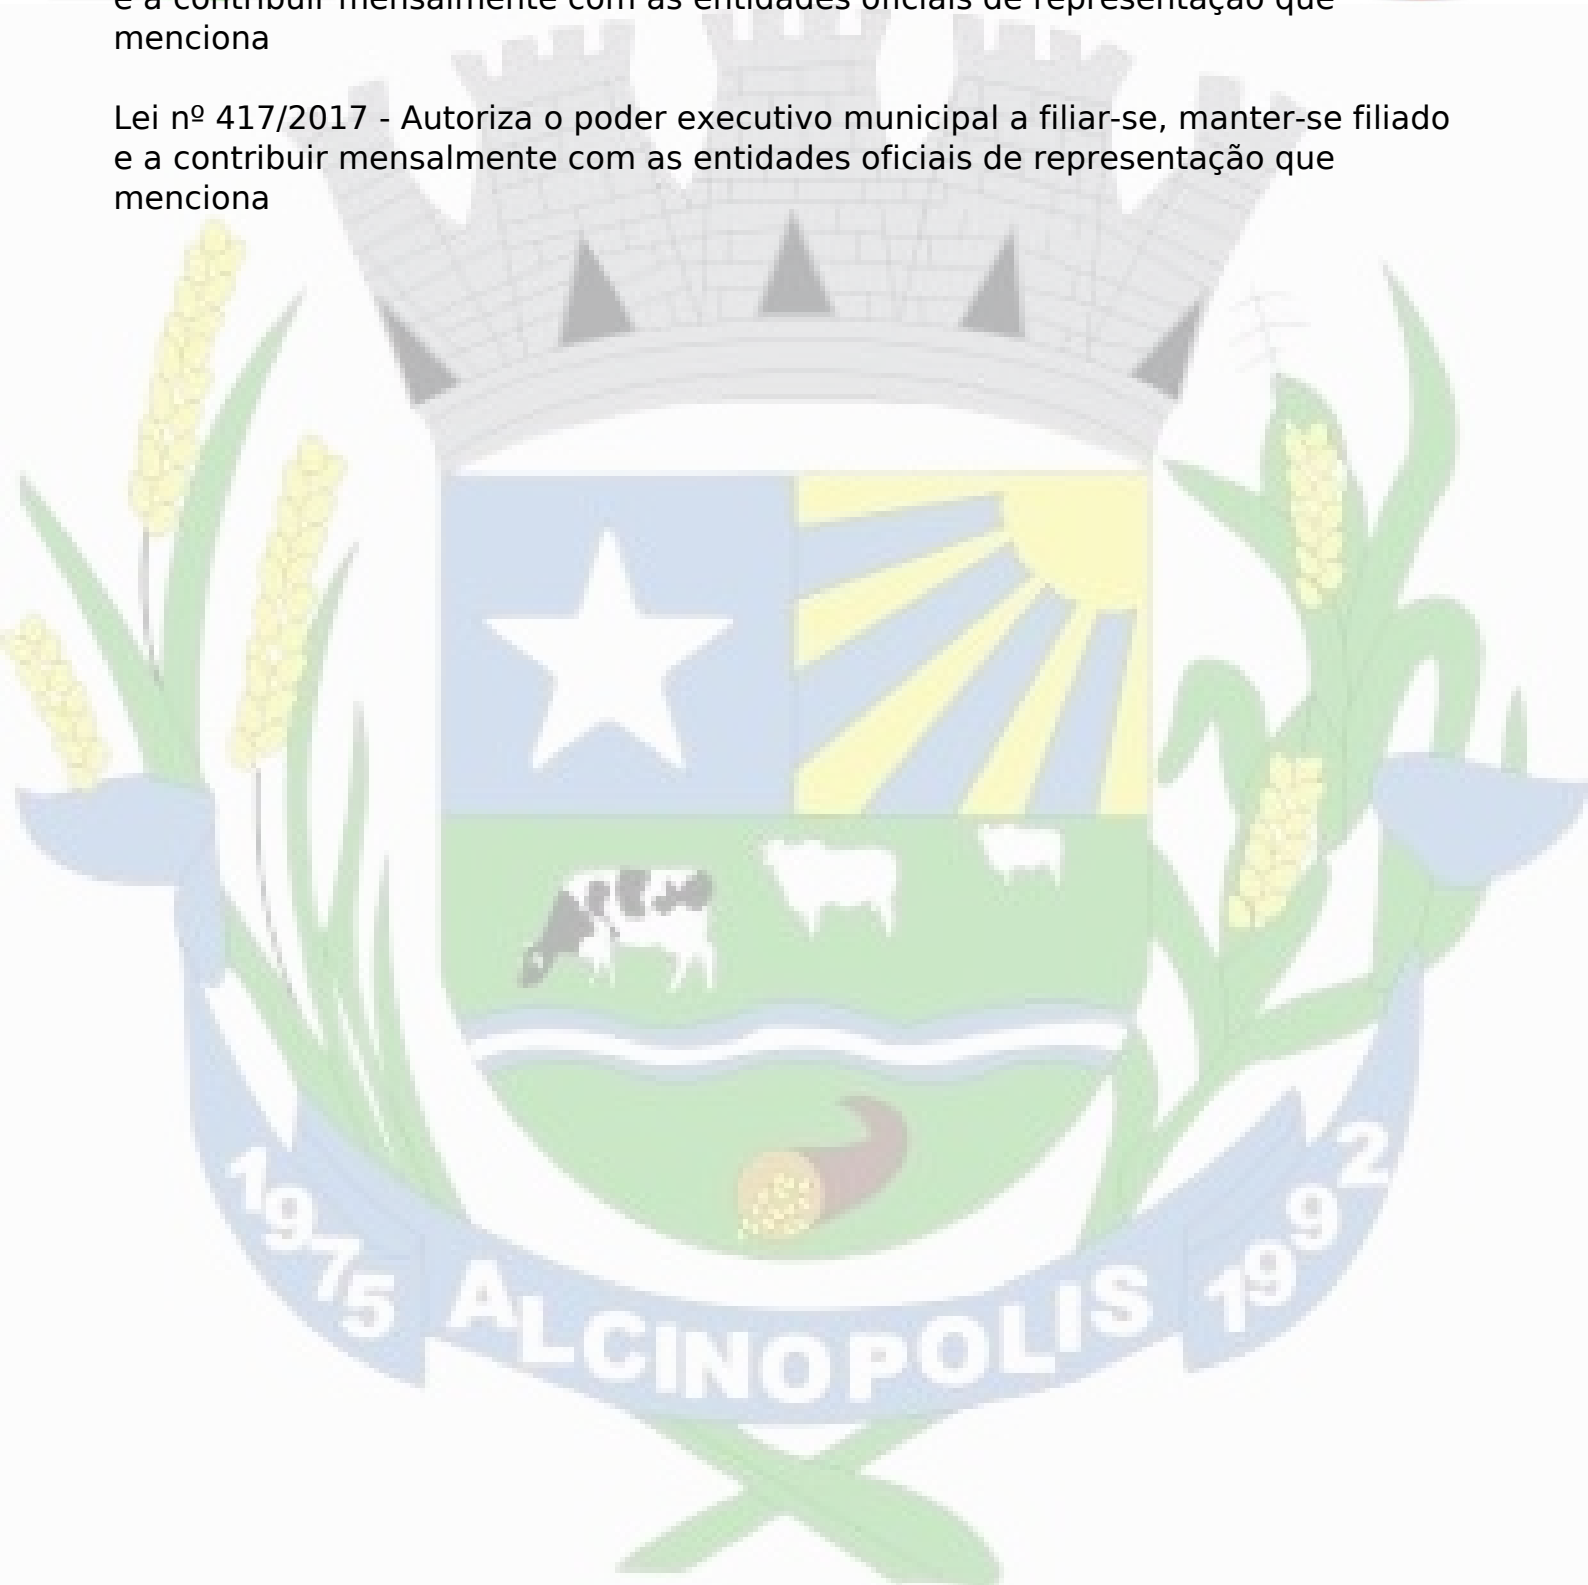 e a contribuir mensalmente com as entidades oficiais de representação que
menciona
Lei nº 417/2017 - Autoriza o poder executivo municipal a filiar-se, manter-se filiado
e a contribuir mensalmente com as entidades oficiais de representação que
menciona
1975 ALCINOPOLIS 1992